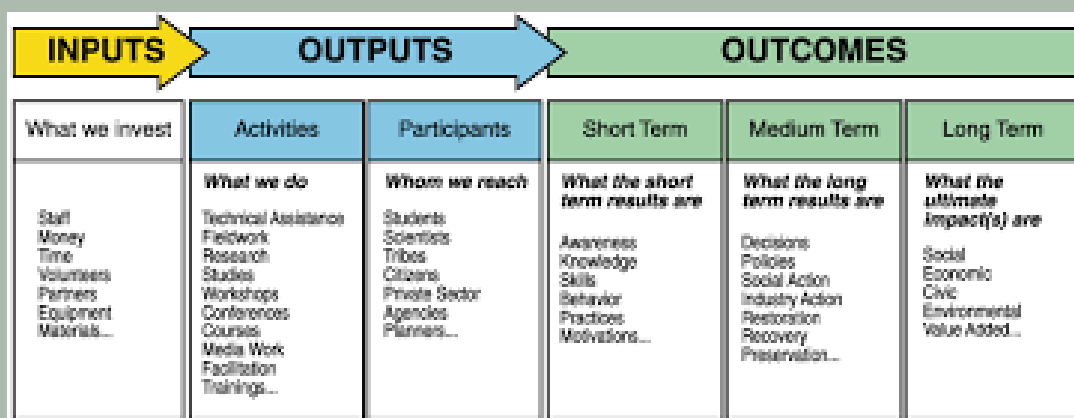 INPUTS
OUTPUTS
OUTCOMES
What we invest
Activities
Participants
Short Term
Medium Term
Long Term
Staff
Money
Time
Volunteers
Partners
Equipment
Materials...
What we do
Technical Assistance
Fieldwork
Research
Studies
Workshops
Conferences
Courses
Media Work
Facilitation
Trainings...
Whom we reach
Students
Scientists
Tribes
Citizens
Private Sector
Agencies
Planners...
What the short
term results are
Awareness
Knowledge
Skills
Behavior
Practices
Motivations...
What the long
term results are
Decisions
Policies
Social Action
Industry Action
Restoration
Recovery
Preservation...
What the
ultimate
impact(s) are
Social
Economic
Civic
Environmental
Value Added...